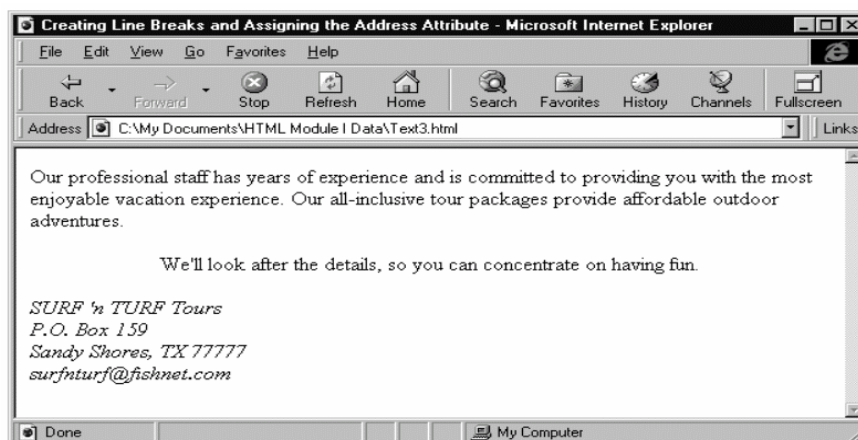 Creating Line Breaks and Assigning the Address Attribute - Microsoft Internet Explorer
File Edit View Go Favorites Help
Back Forward Stop Refresh Home Search Favorites History Channels Fullscreen
Address C:\My Documents\HTML Module I Data\Text3.html Links
Our professional staff has years of experience and is committed to providing you with the most
enjoyable vacation experience. Our all-inclusive tour packages provide affordable outdoor
adventures.
We'll look after the details, so you can concentrate on having fun.
SURF 'n TURF Tours
P.O. Box 159
Sandy Shores, TX 77777
surfnturf@fishnet.com
Done My Computer